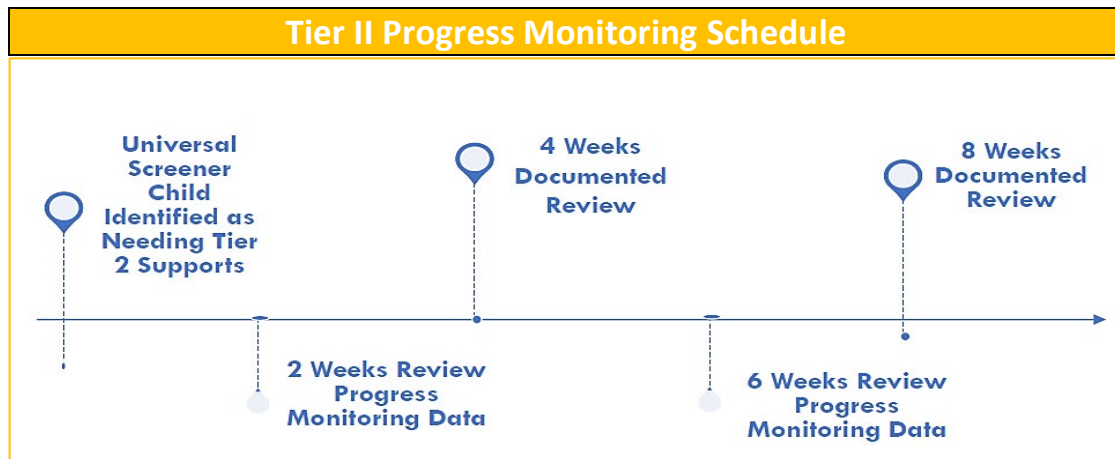 Tier II Progress Monitoring Schedule
Universal
Screener
Child
Identified as
Needing Tier
2 Supports
2 Weeks Review
Progress
Monitoring Data
4 Weeks
Documented
Review
6 Weeks Review
Progress
Monitoring Data
8 Weeks
Documented
Review